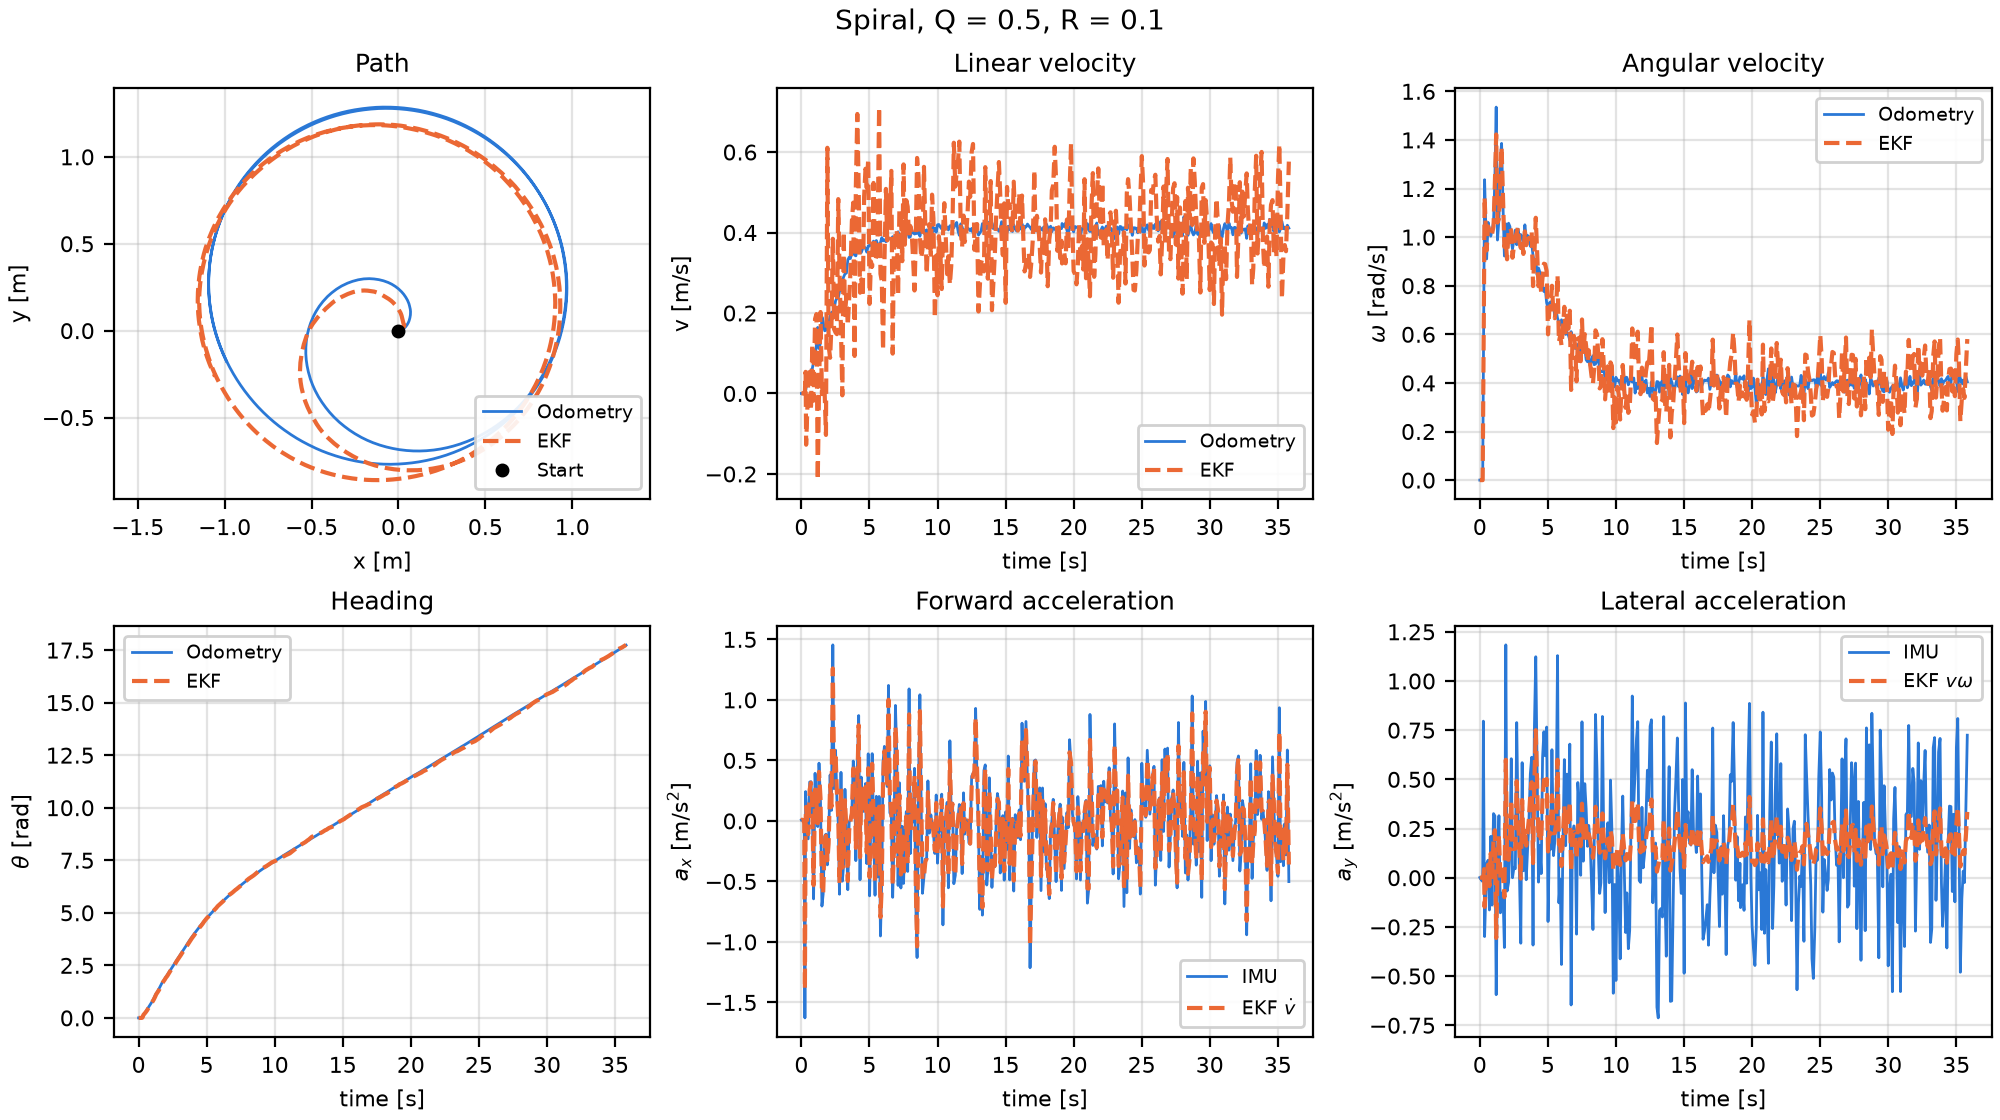 Spiral, Q = 0.5, R = 0.1
Path
y [m]
1.0
0.5
0.0
−0.5
−1.5
−1.0
−0.5
0.0
0.5
1.0
x [m]
Odometry
EKF
Start
Linear velocity
v [m/s]
0.6
0.4
0.2
0.0
−0.2
0
5
10
15
20
25
30
35
time [s]
Odometry
EKF
Angular velocity
ω [rad/s]
1.6
1.4
1.2
1.0
0.8
0.6
0.4
0.2
0.0
0
5
10
15
20
25
30
35
time [s]
Odometry
EKF
Heading
θ [rad]
17.5
15.0
12.5
10.0
7.5
5.0
2.5
0.0
0
5
10
15
20
25
30
35
time [s]
Odometry
EKF
Forward acceleration
aₓ [m/s²]
1.5
1.0
0.5
0.0
−0.5
−1.0
−1.5
0
5
10
15
20
25
30
35
time [s]
IMU
EKF v̇
Lateral acceleration
a_y [m/s²]
1.25
1.00
0.75
0.50
0.25
0.00
−0.25
−0.50
−0.75
0
5
10
15
20
25
30
35
time [s]
IMU
EKF vω